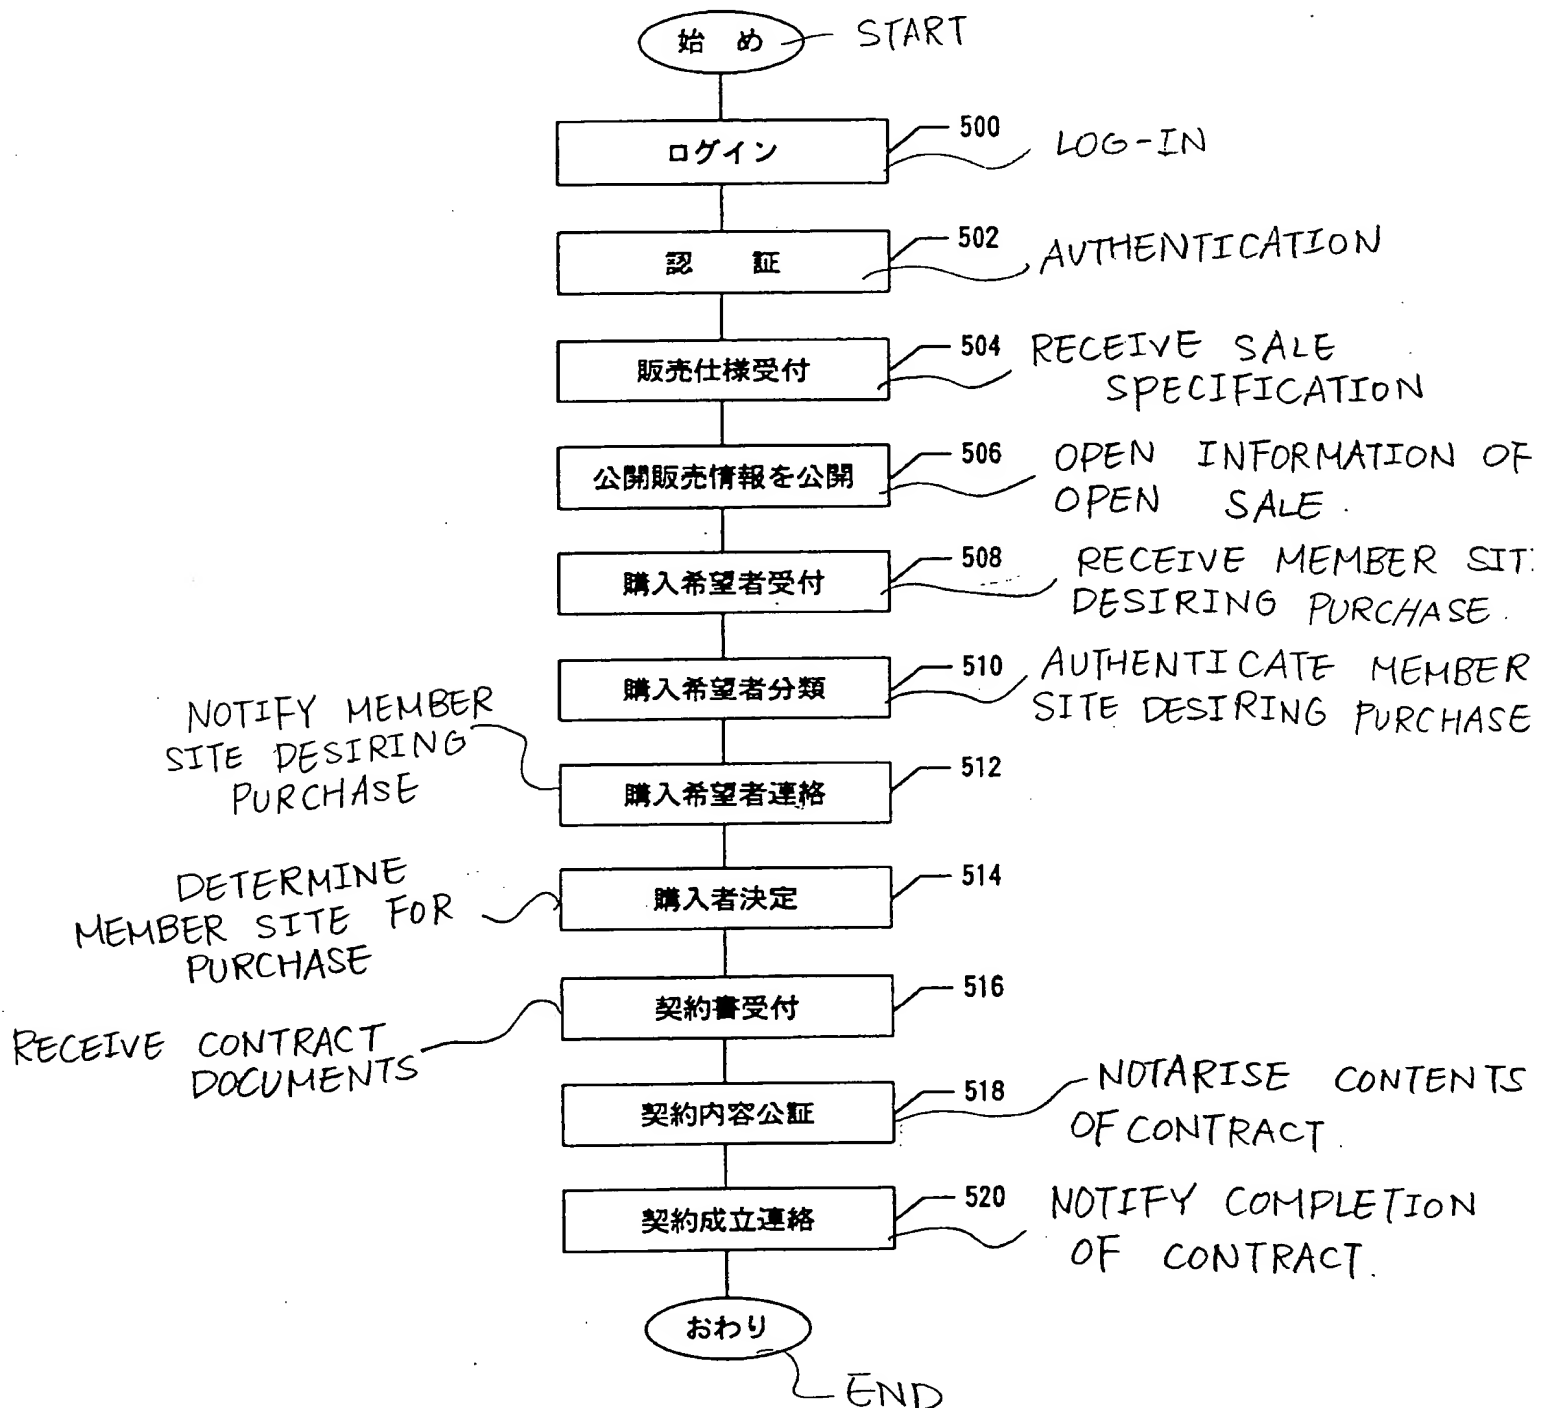 始 め
START
ログイン
500
LOG-IN
認 証
502
AUTHENTICATION
販売仕様受付
504
RECEIVE SALE
SPECIFICATION
公開販売情報を公開
506
OPEN INFORMATION OF
OPEN SALE.
購入希望者受付
508
RECEIVE MEMBER SIT
DESIRING PURCHASE.
購入希望者分類
510
AUTHENTICATE MEMBER
SITE DESIRING PURCHASE
NOTIFY MEMBER
SITE DESIRING
PURCHASE
購入希望者連絡
512
DETERMINE
MEMBER SITE FOR
PURCHASE
購入者決定
514
RECEIVE CONTRACT
DOCUMENTS
契約書受付
516
契約内容公証
518
NOTARISE CONTENTS
OF CONTRACT.
契約成立連絡
520
NOTIFY COMPLETION
OF CONTRACT.
おわり
END